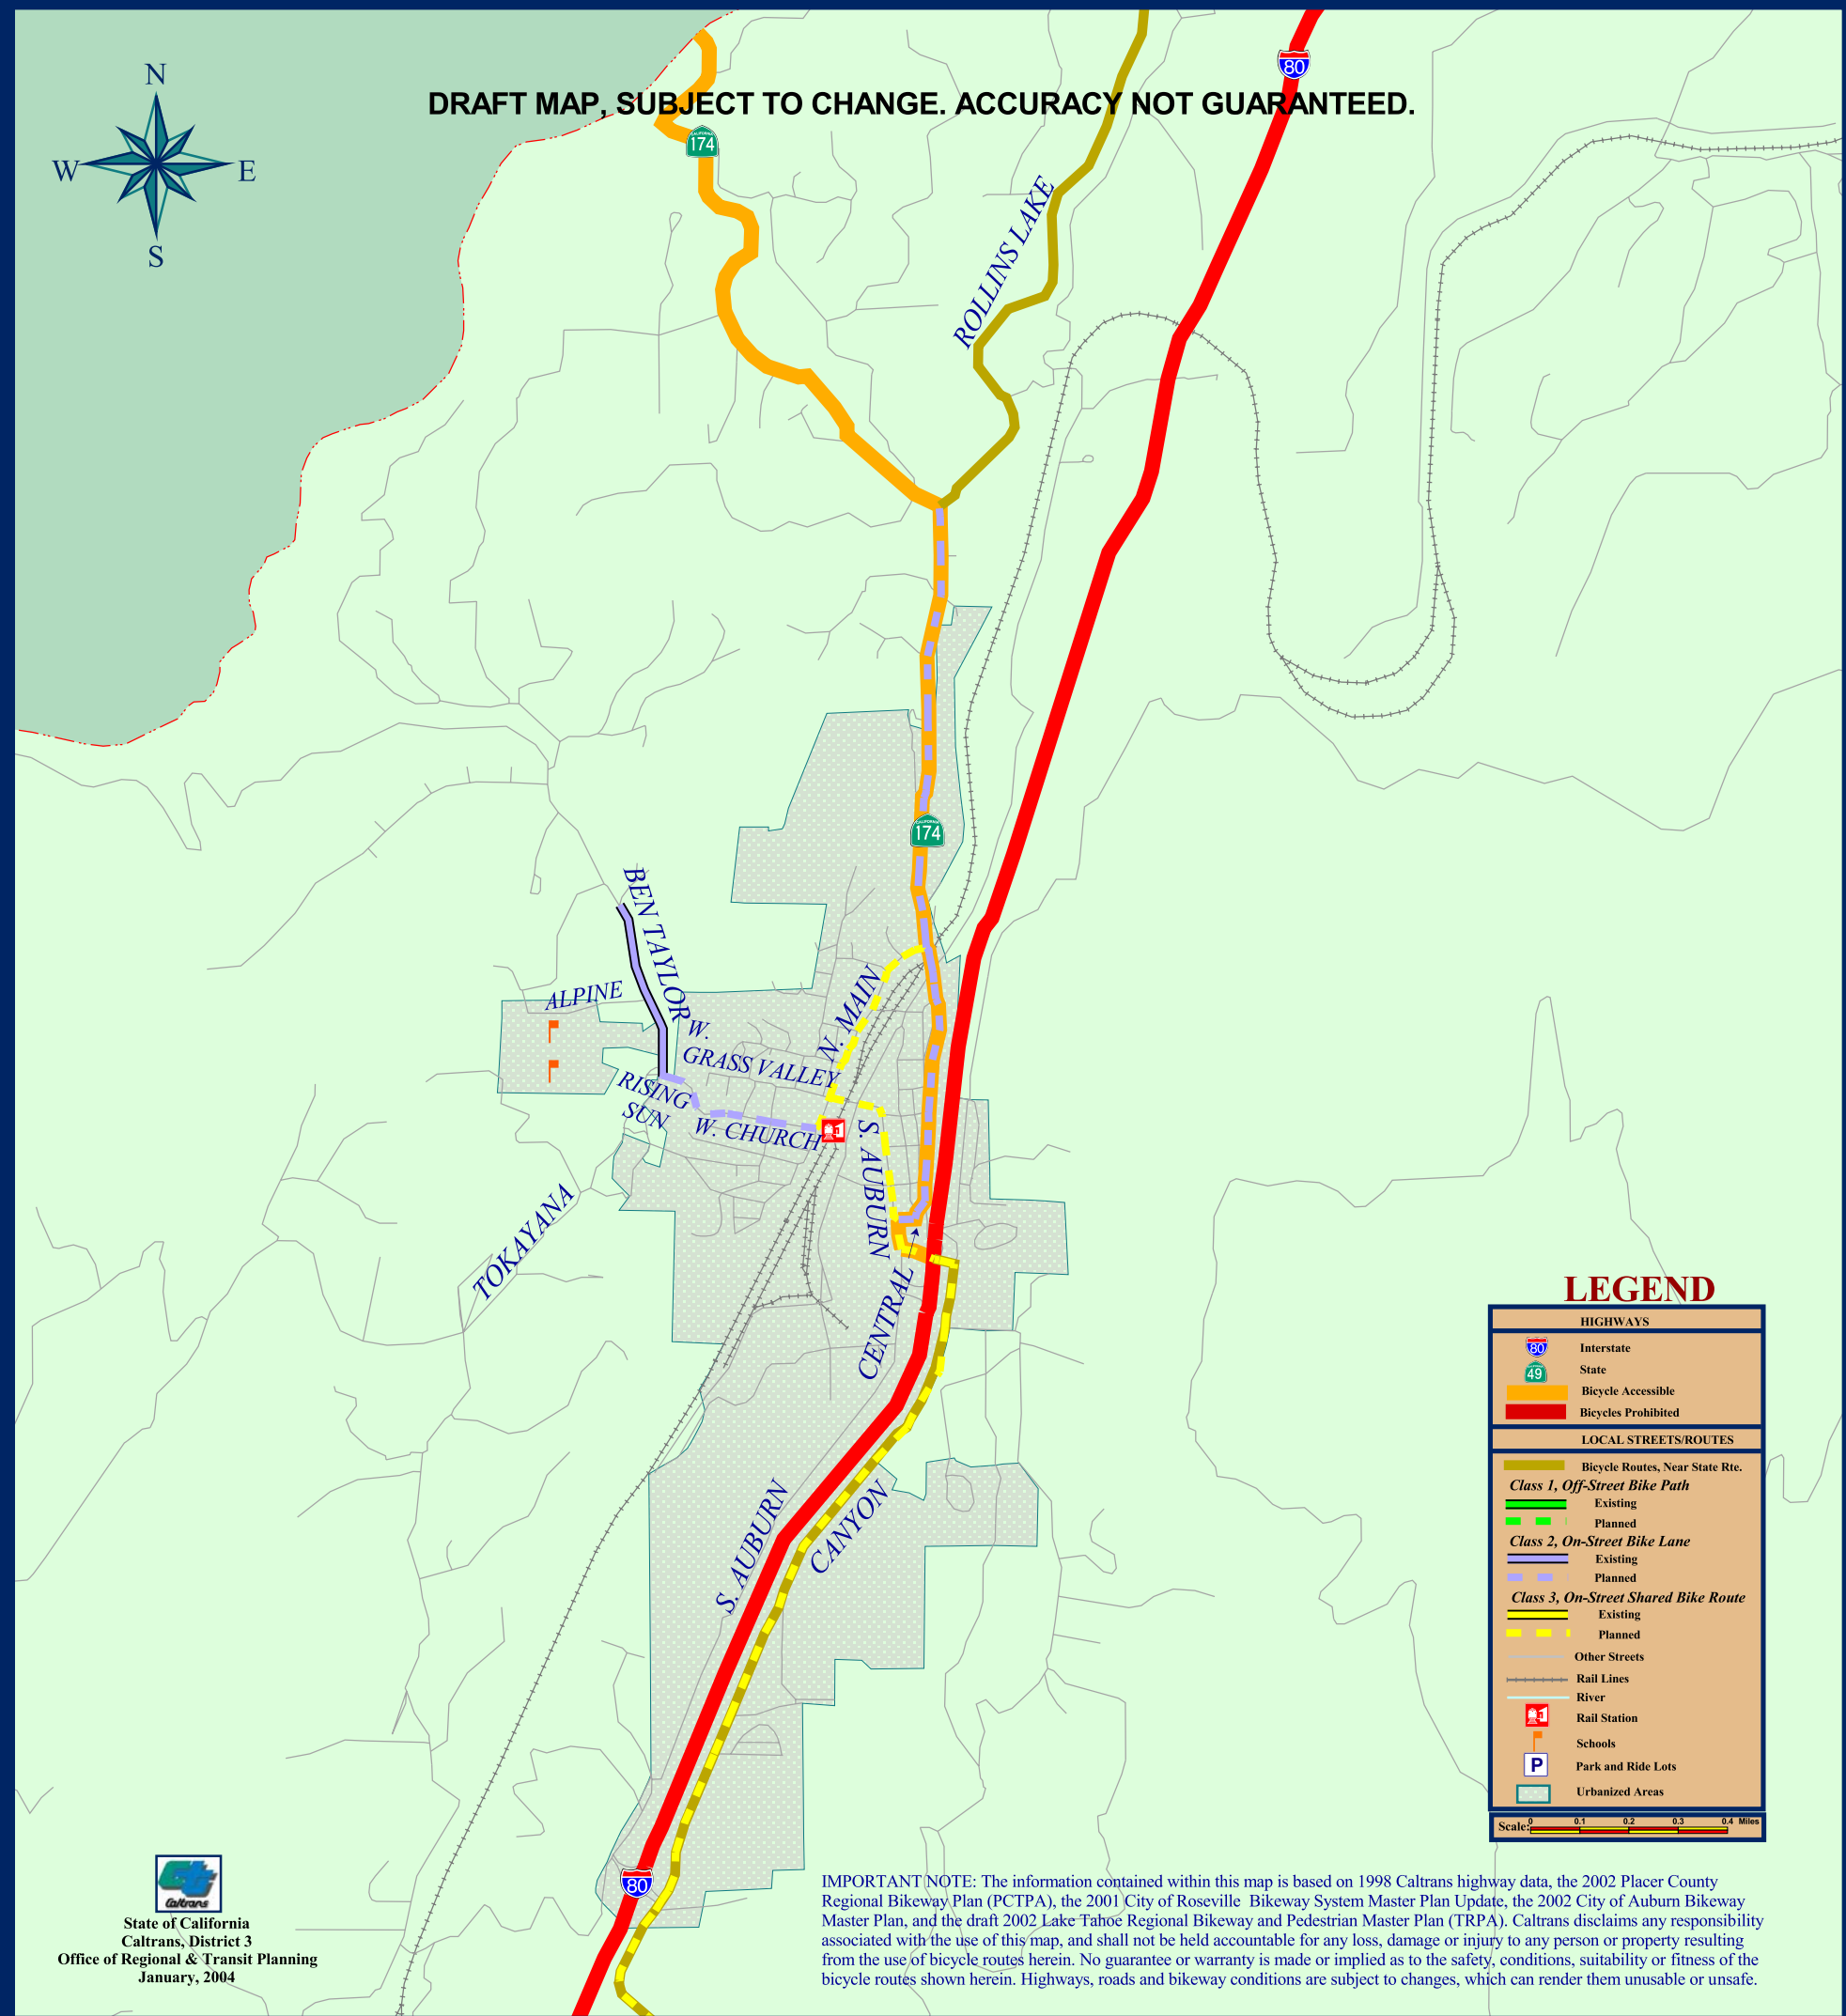 N
W
E
S
DRAFT MAP, SUBJECT TO CHANGE. ACCURACY NOT GUARANTEED.
80
CALIFORNIA
174
ROLLINS LAKE
CALIFORNIA
174
BEN TAYLOR
ALPINE
N. MAIN
W.
GRASS VALLEY
RISING
SUN
W. CHURCH
S. AUBURN
TOKAYANA
CENTRAL
S. AUBURN
CANYON
80
LEGEND
HIGHWAYS
80
Interstate
49
State
Bicycle Accessible
Bicycles Prohibited
LOCAL STREETS/ROUTES
Bicycle Routes, Near State Rte.
Class 1, Off-Street Bike Path
Existing
Planned
Class 2, On-Street Bike Lane
Existing
Planned
Class 3, On-Street Shared Bike Route
Existing
Planned
Other Streets
Rail Lines
River
Rail Station
Schools
P
Park and Ride Lots
Urbanized Areas
Scale: 0 0.1 0.2 0.3 0.4 Miles
Caltrans
State of California
Caltrans, District 3
Office of Regional & Transit Planning
January, 2004
IMPORTANT NOTE: The information contained within this map is based on 1998 Caltrans highway data, the 2002 Placer County
Regional Bikeway Plan (PCTPA), the 2001 City of Roseville Bikeway System Master Plan Update, the 2002 City of Auburn Bikeway
Master Plan, and the draft 2002 Lake Tahoe Regional Bikeway and Pedestrian Master Plan (TRPA). Caltrans disclaims any responsibility
associated with the use of this map, and shall not be held accountable for any loss, damage or injury to any person or property resulting
from the use of bicycle routes herein. No guarantee or warranty is made or implied as to the safety, conditions, suitability or fitness of the
bicycle routes shown herein. Highways, roads and bikeway conditions are subject to changes, which can render them unusable or unsafe.